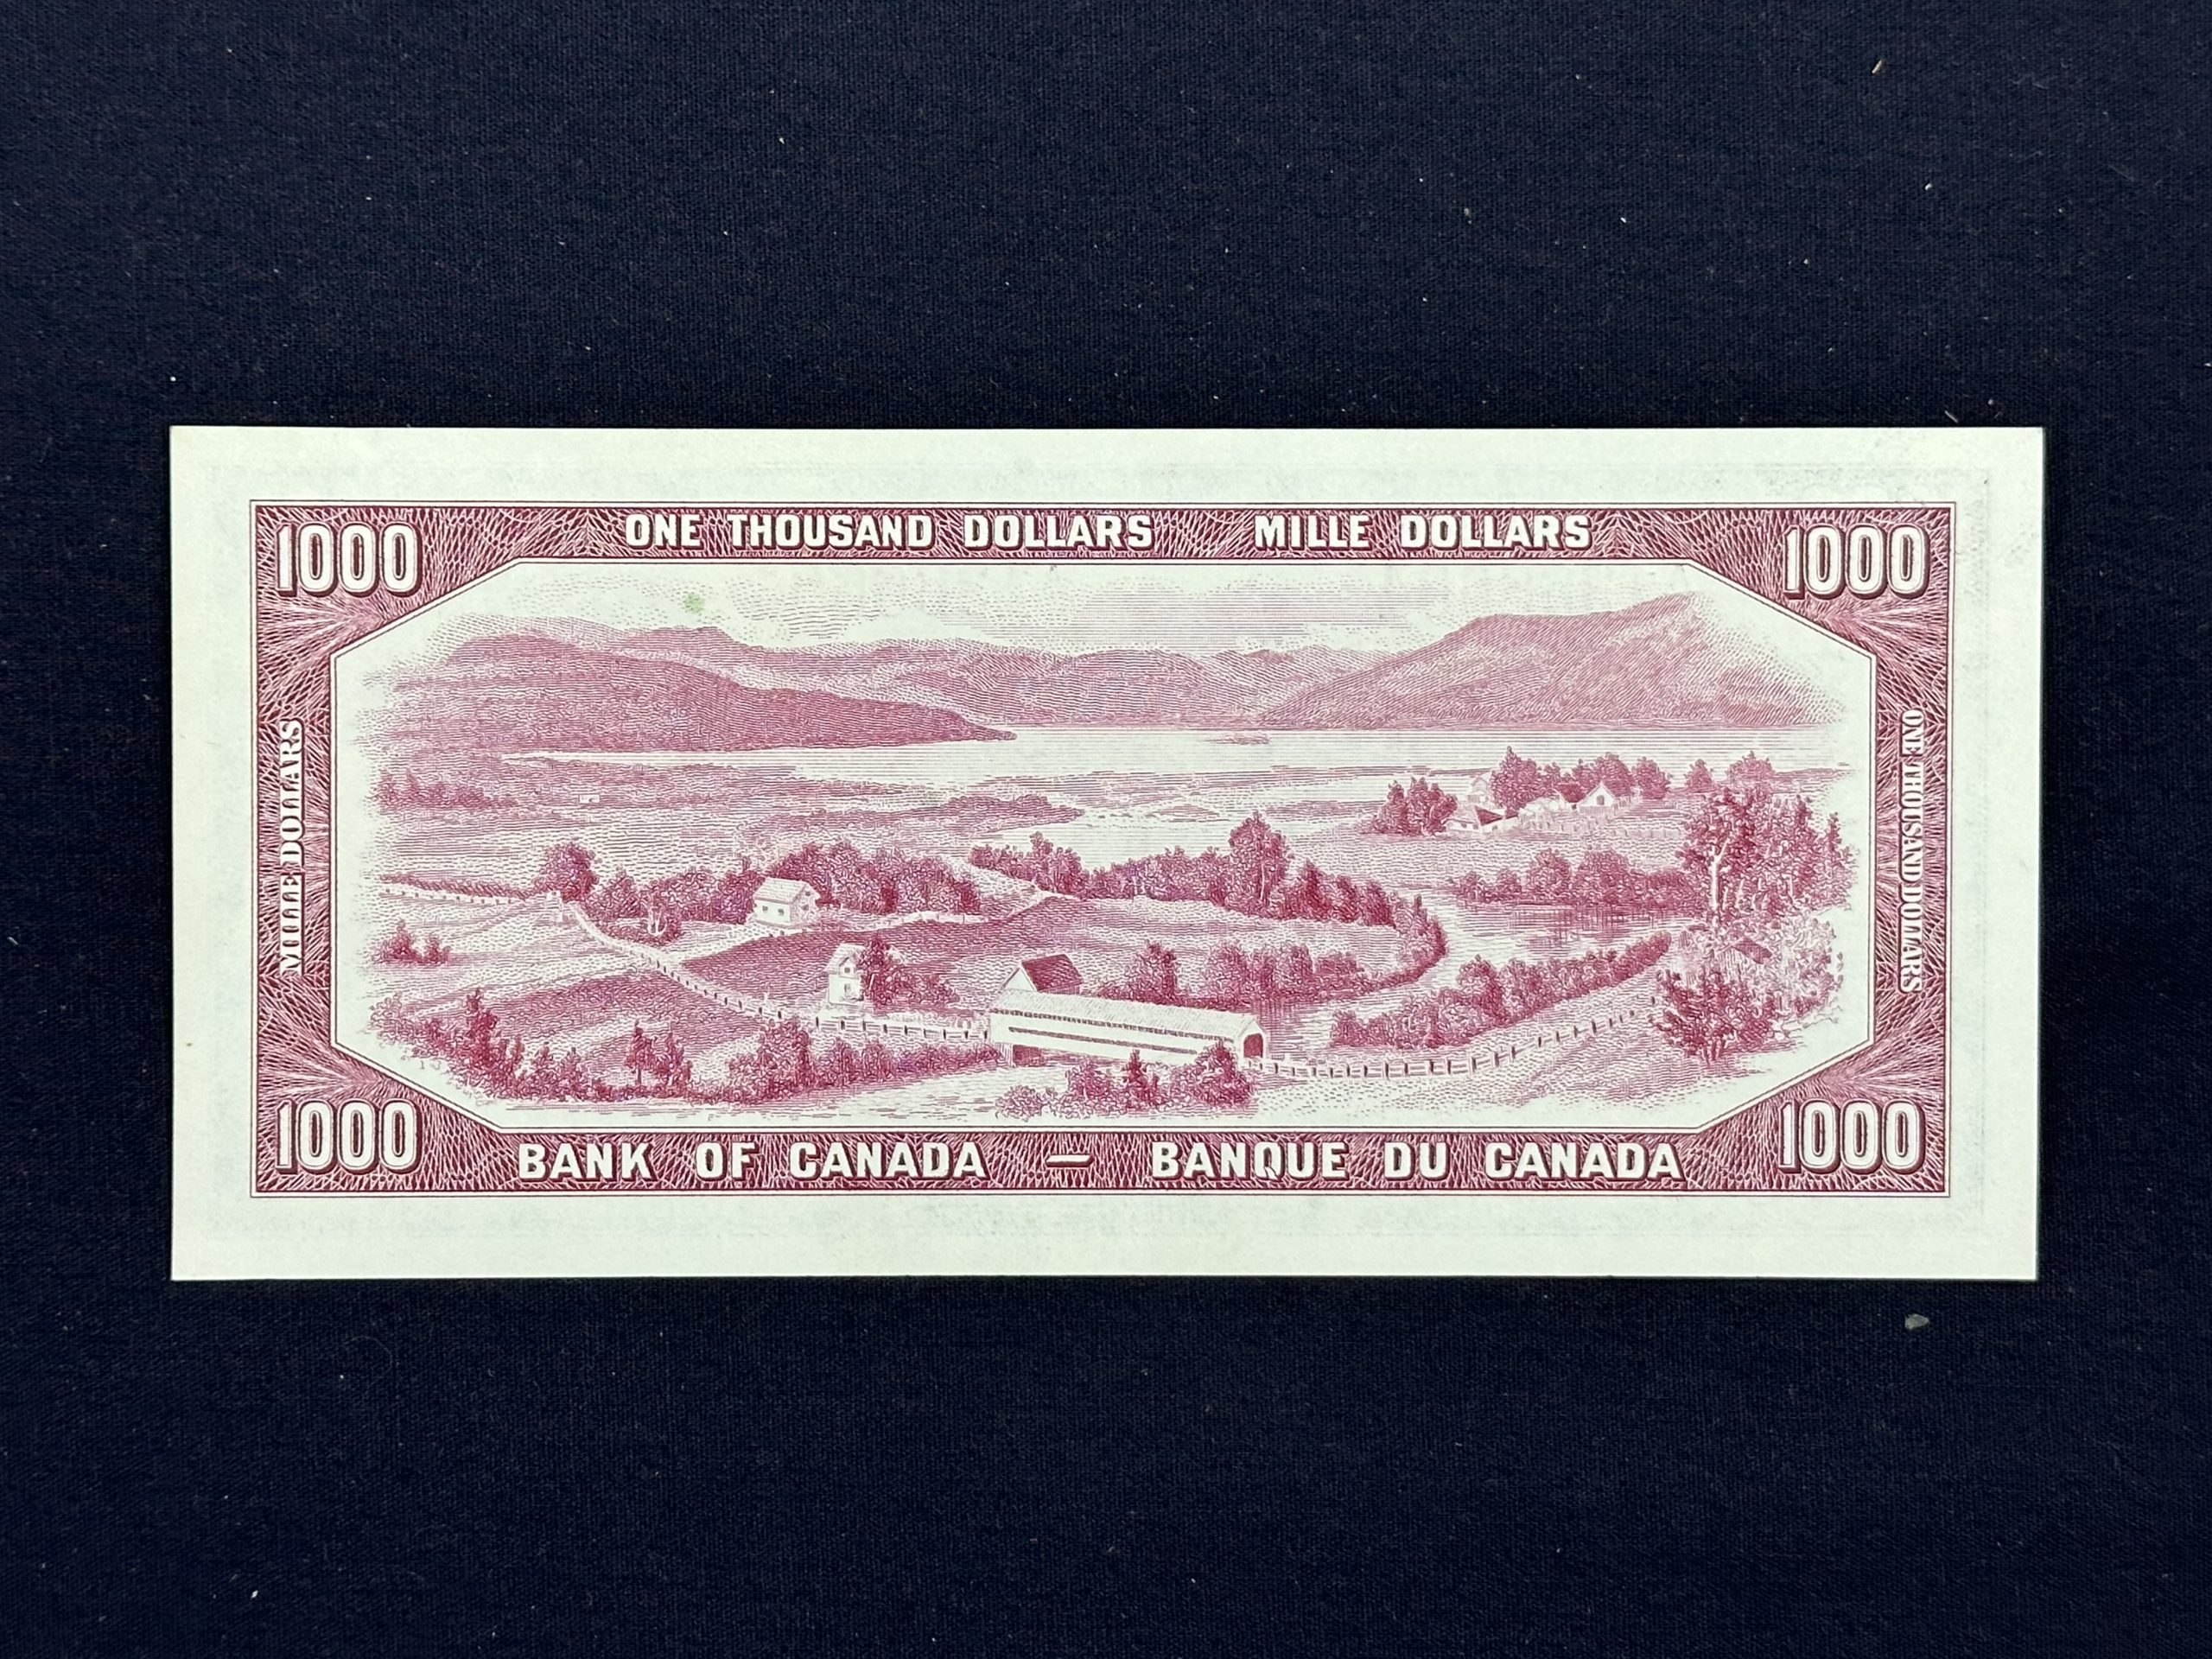 1000 ONE THOUSAND DOLLARS MILLE DOLLARS 1000
MILLE DOLLARS
ONE THOUSAND DOLLARS
1000 BANK OF CANADA — BANQUE DU CANADA 1000